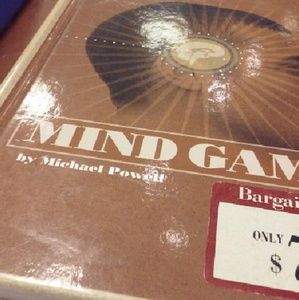 MIND GAM
by Michael Powell
Bargai
ONLY
$